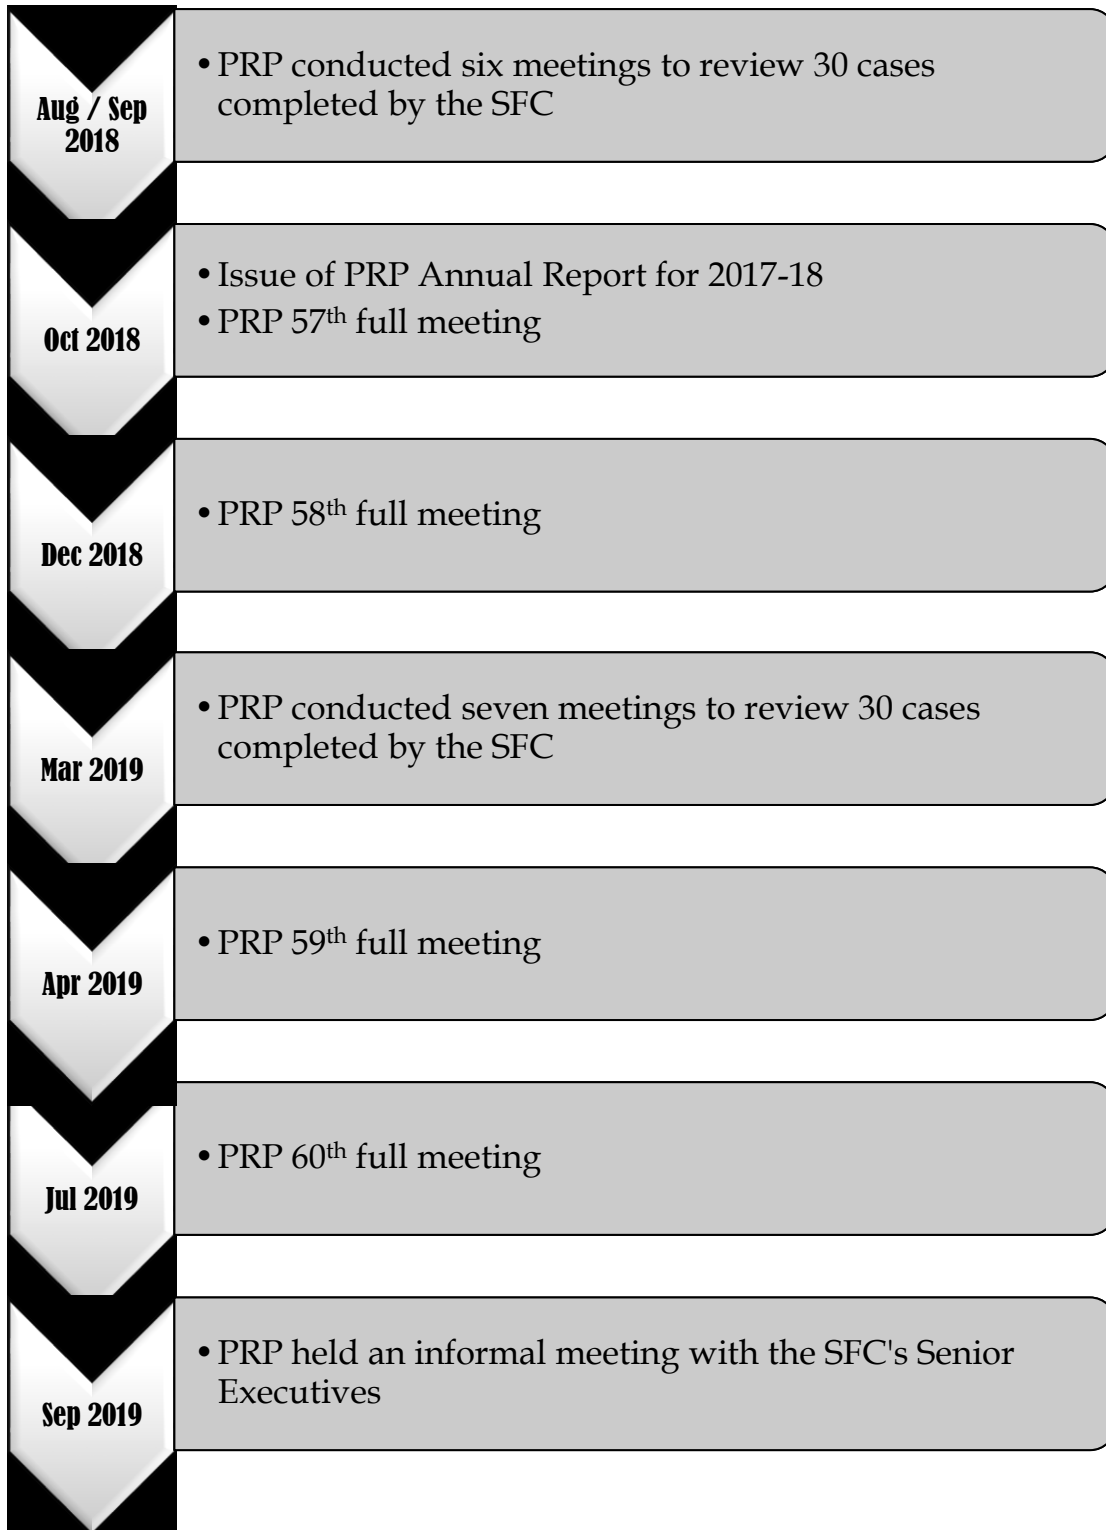 Aug / Sep
2018
• PRP conducted six meetings to review 30 cases
completed by the SFC
Oct 2018
• Issue of PRP Annual Report for 2017-18
• PRP 57th full meeting
Dec 2018
• PRP 58th full meeting
Mar 2019
• PRP conducted seven meetings to review 30 cases
completed by the SFC
Apr 2019
• PRP 59th full meeting
Jul 2019
• PRP 60th full meeting
Sep 2019
• PRP held an informal meeting with the SFC's Senior
Executives